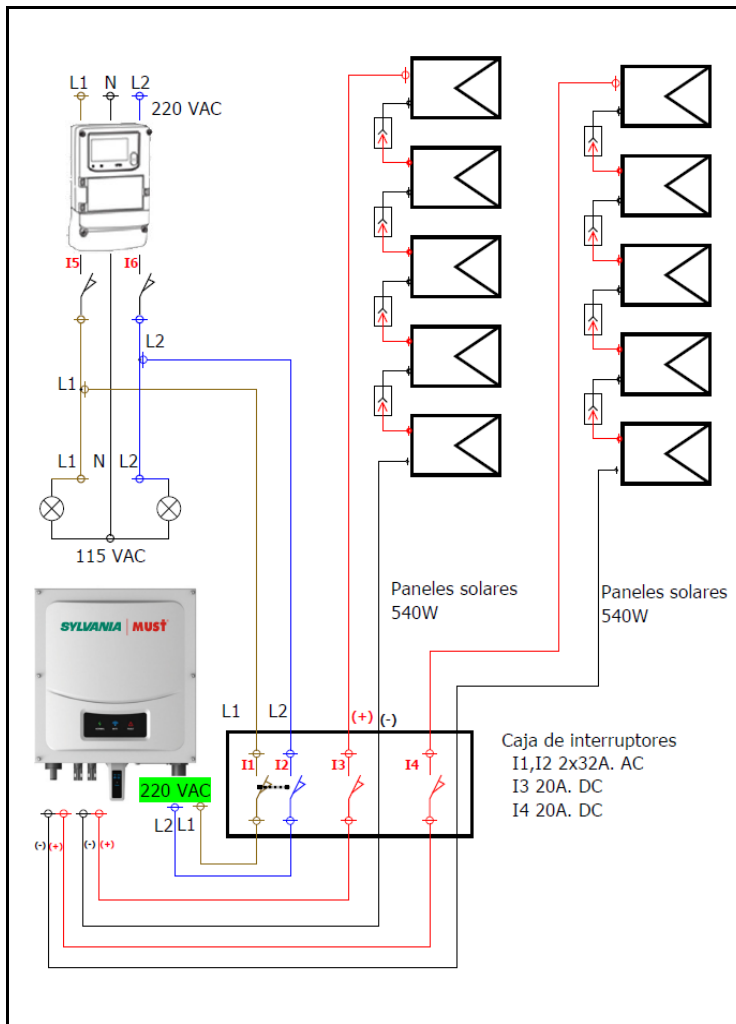 L1 N L2
220 VAC
I5 I6
L2
L1
L1 N L2
115 VAC
Paneles solares
540W
Paneles solares
540W
SYLVANIA | MUST
L1 L2 (+) (-)
Caja de interruptores
I1,I2 2x32A. AC
I3 20A. DC
I4 20A. DC
I1 I2 I3 I4
220 VAC
L2 L1
(-) (+) (-) (+)